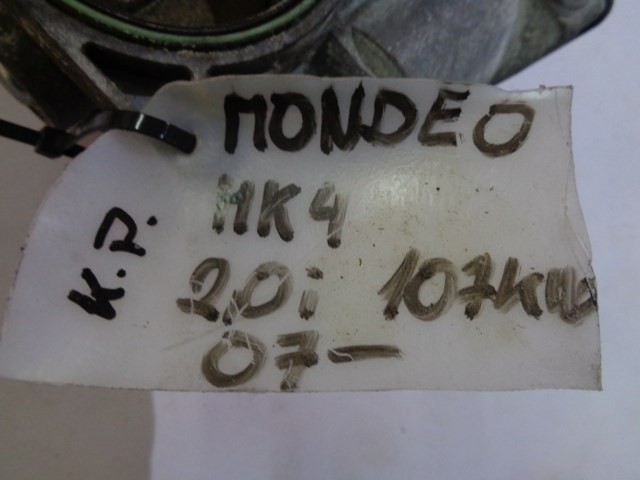 MONDEO
MK4
2,0i 107kW
07-
K.P.